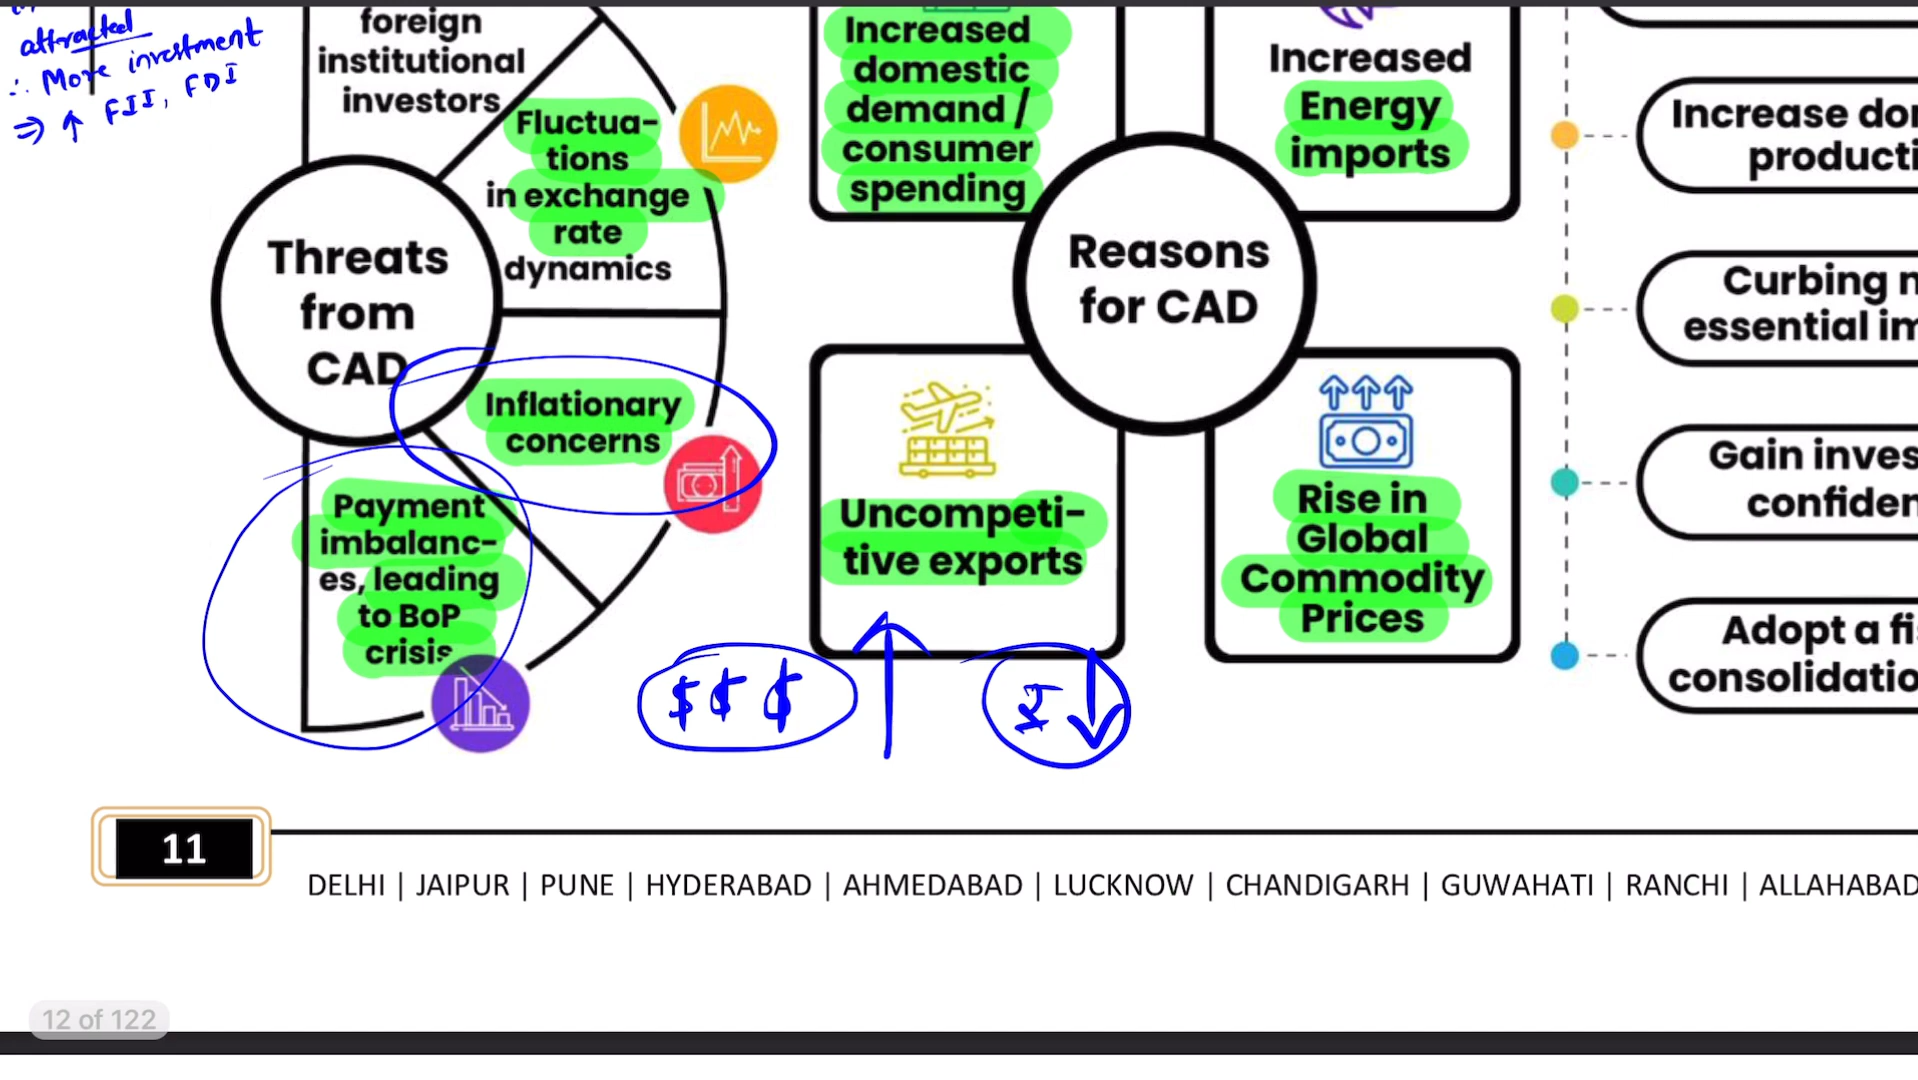 attracted
∴ More investment
⇒ ↑ FII, FDI
foreign
institutional
investors
Fluctua-
tions
in exchange
rate
dynamics
Threats
from
CAD
Inflationary
concerns
Payment
imbalanc-
es, leading
to BoP
crisis
Increased
domestic
demand /
consumer
spending
Increased
Energy
imports
Reasons
for CAD
Uncompeti-
tive exports
Rise in
Global
Commodity
Prices
$ $ $ ↑
₹ ↓
Increase do
producti
Curbing n
essential im
Gain inves
confiden
Adopt a fi
consolidatio
11
DELHI | JAIPUR | PUNE | HYDERABAD | AHMEDABAD | LUCKNOW | CHANDIGARH | GUWAHATI | RANCHI | ALLAHABAD
12 of 122